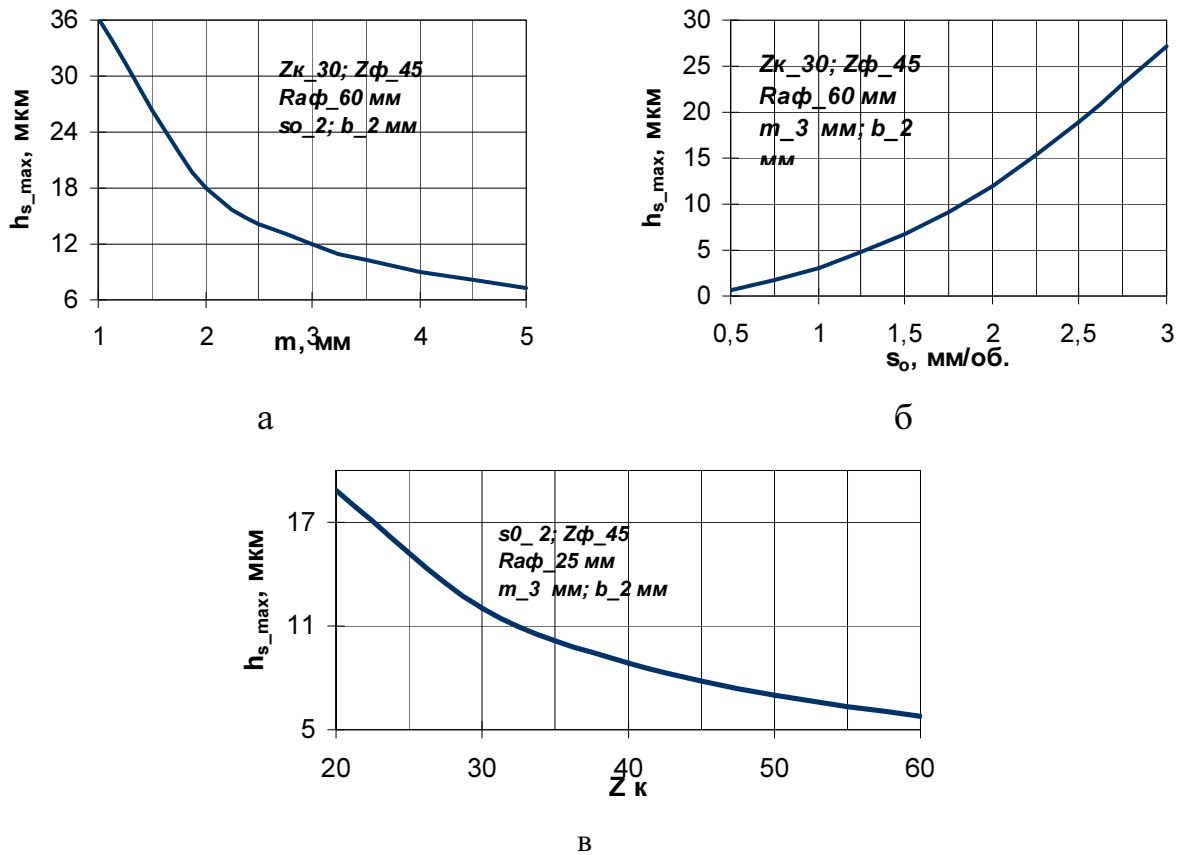 36
30
24
18
12
6
h_s_max, мкм
Zк_30; Zф_45
Rаф_60 мм
so_2; b_2 мм
1 2 3 4 5
m, мм
а
30
25
20
15
10
5
0
h_s_max, мкм
Zк_30; Zф_45
Rаф_60 мм
m_3 мм; b_2
мм
0,5 1 1,5 2 2,5 3
s_o, мм/об.
б
17
11
5
h_s_max, мкм
s0_ 2; Zф_45
Rаф_25 мм
m_3 мм; b_2 мм
20 30 40 50 60
Z к
в